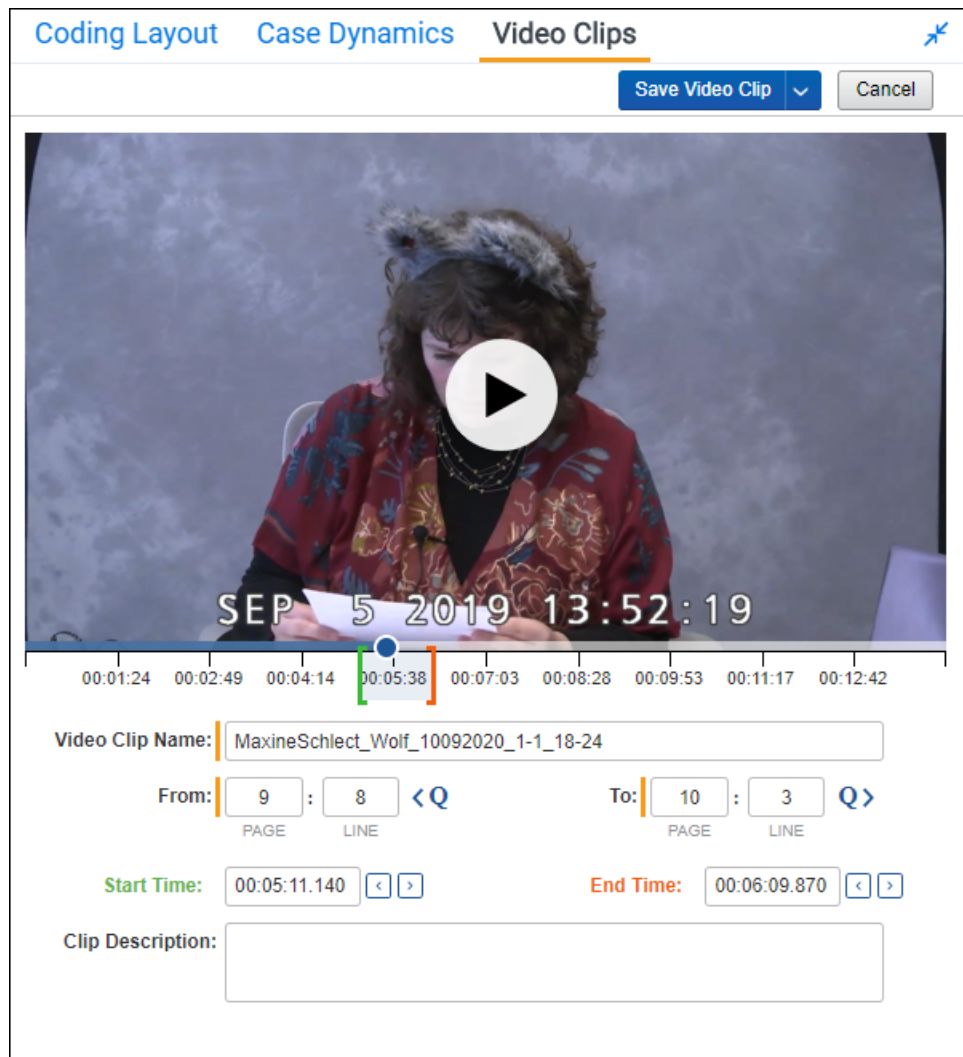 Coding Layout Case Dynamics Video Clips
Save Video Clip Cancel
SEP 5 2019 13:52:19
00:01:24 00:02:49 00:04:14 00:05:38 00:07:03 00:08:28 00:09:53 00:11:17 00:12:42
Video Clip Name: MaxineSchlect_Wolf_10092020_1-1_18-24
From: 9 : 8 <Q To: 10 : 3 Q>
PAGE LINE PAGE LINE
Start Time: 00:05:11.140 < > End Time: 00:06:09.870 < >
Clip Description: